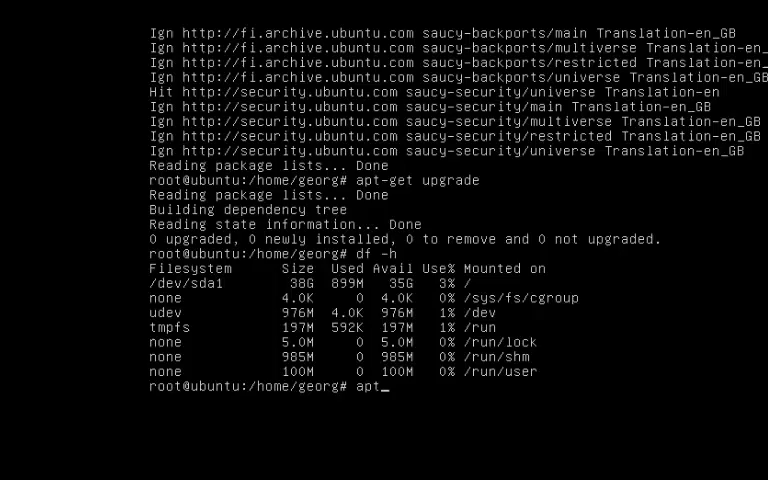 Ign http://fi.archive.ubuntu.com saucy-backports/main Translation-en_GB
Ign http://fi.archive.ubuntu.com saucy-backports/multiverse Translation-en_
Ign http://fi.archive.ubuntu.com saucy-backports/restricted Translation-en_
Ign http://fi.archive.ubuntu.com saucy-backports/universe Translation-en_GB
Hit http://security.ubuntu.com saucy-security/universe Translation-en
Ign http://security.ubuntu.com saucy-security/main Translation-en_GB
Ign http://security.ubuntu.com saucy-security/multiverse Translation-en_GB
Ign http://security.ubuntu.com saucy-security/restricted Translation-en_GB
Ign http://security.ubuntu.com saucy-security/universe Translation-en_GB
Reading package lists... Done
root@ubuntu:/home/georg# apt-get upgrade
Reading package lists... Done
Building dependency tree
Reading state information... Done
0 upgraded, 0 newly installed, 0 to remove and 0 not upgraded.
root@ubuntu:/home/georg# df -h
Filesystem      Size  Used Avail Use% Mounted on
/dev/sda1        38G  899M   35G   3% /
none            4.0K     0  4.0K   0% /sys/fs/cgroup
udev            976M  4.0K  976M   1% /dev
tmpfs           197M  592K  197M   1% /run
none            5.0M     0  5.0M   0% /run/lock
none            985M     0  985M   0% /run/shm
none            100M     0  100M   0% /run/user
root@ubuntu:/home/georg# apt_